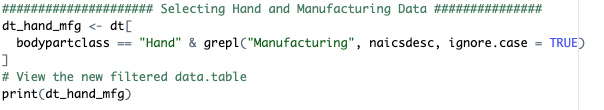 ##################### Selecting Hand and Manufacturing Data ###############
dt_hand_mfg <- dt[
  bodypartclass == "Hand" & grepl("Manufacturing", naicsdesc, ignore.case = TRUE)
]
# View the new filtered data.table
print(dt_hand_mfg)